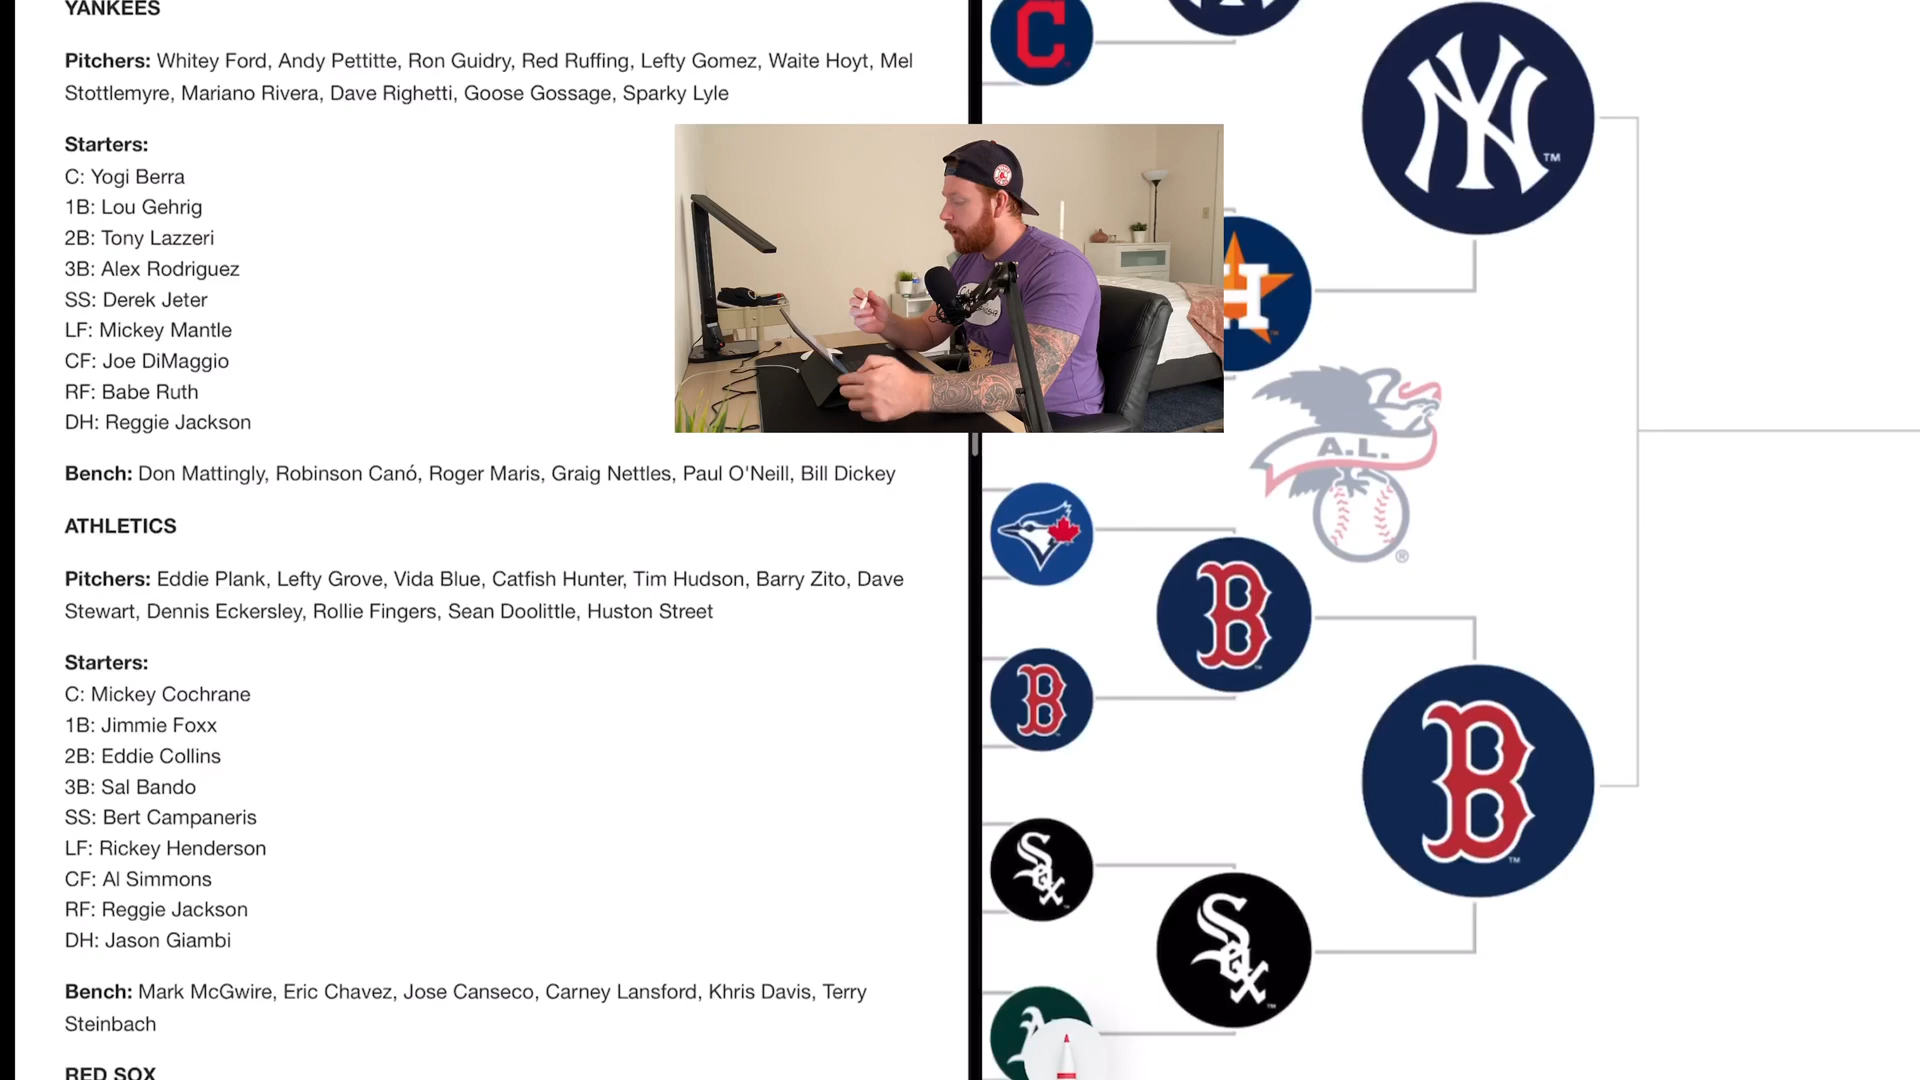 YANKEES
Pitchers: Whitey Ford, Andy Pettitte, Ron Guidry, Red Ruffing, Lefty Gomez, Waite Hoyt, Mel
Stottlemyre, Mariano Rivera, Dave Righetti, Goose Gossage, Sparky Lyle
Starters:
C: Yogi Berra
1B: Lou Gehrig
2B: Tony Lazzeri
3B: Alex Rodriguez
SS: Derek Jeter
LF: Mickey Mantle
CF: Joe DiMaggio
RF: Babe Ruth
DH: Reggie Jackson
Bench: Don Mattingly, Robinson Canó, Roger Maris, Graig Nettles, Paul O'Neill, Bill Dickey
ATHLETICS
Pitchers: Eddie Plank, Lefty Grove, Vida Blue, Catfish Hunter, Tim Hudson, Barry Zito, Dave
Stewart, Dennis Eckersley, Rollie Fingers, Sean Doolittle, Huston Street
Starters:
C: Mickey Cochrane
1B: Jimmie Foxx
2B: Eddie Collins
3B: Sal Bando
SS: Bert Campaneris
LF: Rickey Henderson
CF: Al Simmons
RF: Reggie Jackson
DH: Jason Giambi
Bench: Mark McGwire, Eric Chavez, Jose Canseco, Carney Lansford, Khris Davis, Terry
Steinbach
RED SOX
C
NY
TM
H
A.L.
®
B
B
B
TM
Sox
Sox
TM
A